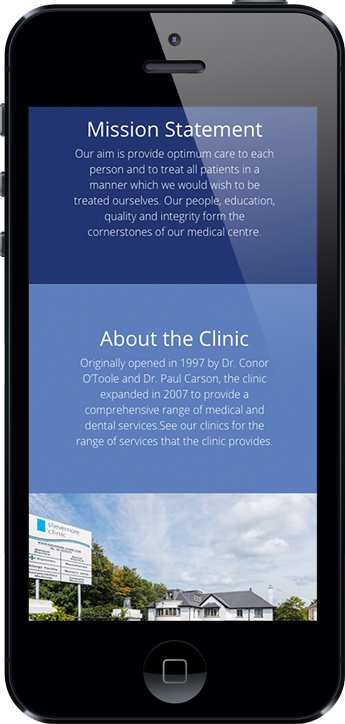 Mission Statement
Our aim is provide optimum care to each
person and to treat all patients in a
manner which we would wish to be
treated ourselves. Our people, education,
quality and integrity form the
cornerstones of our medical centre.
About the Clinic
Originally opened in 1997 by Dr. Conor
O'Toole and Dr. Paul Carson, the clinic
expanded in 2007 to provide a
comprehensive range of medical and
dental services.See our clinics for the
range of services that the clinic provides.
slievemore
clinic